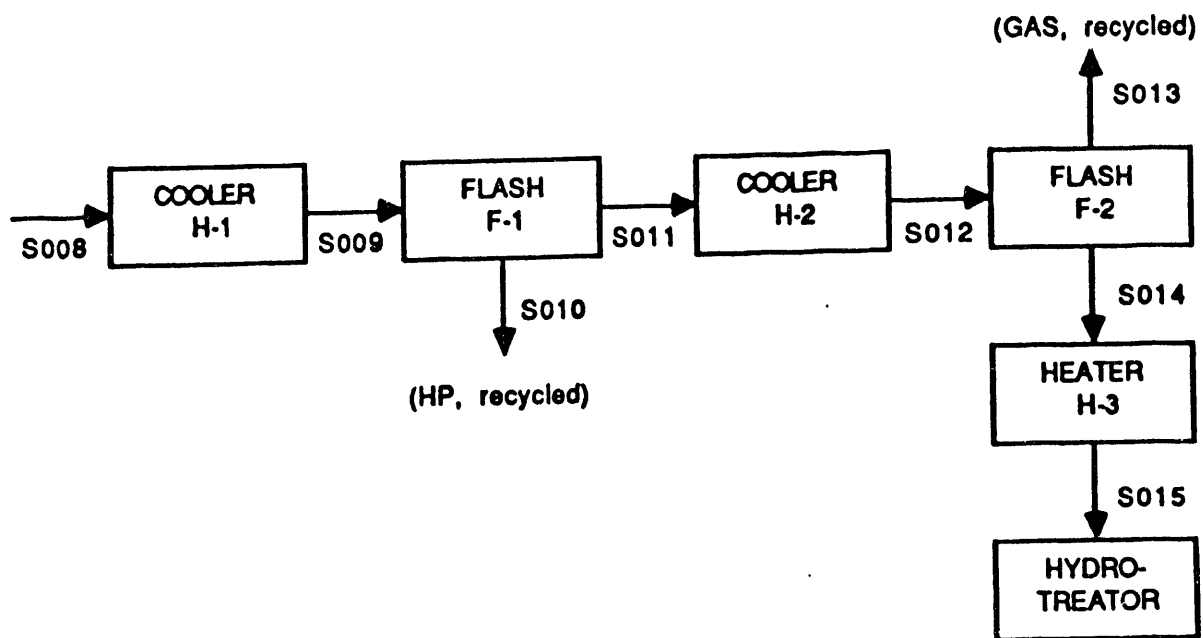 (GAS, recycled)
S013
COOLER
H-1
FLASH
F-1
COOLER
H-2
FLASH
F-2
S008
S009
S011
S012
S010
S014
(HP, recycled)
HEATER
H-3
S015
HYDRO-
TREATOR